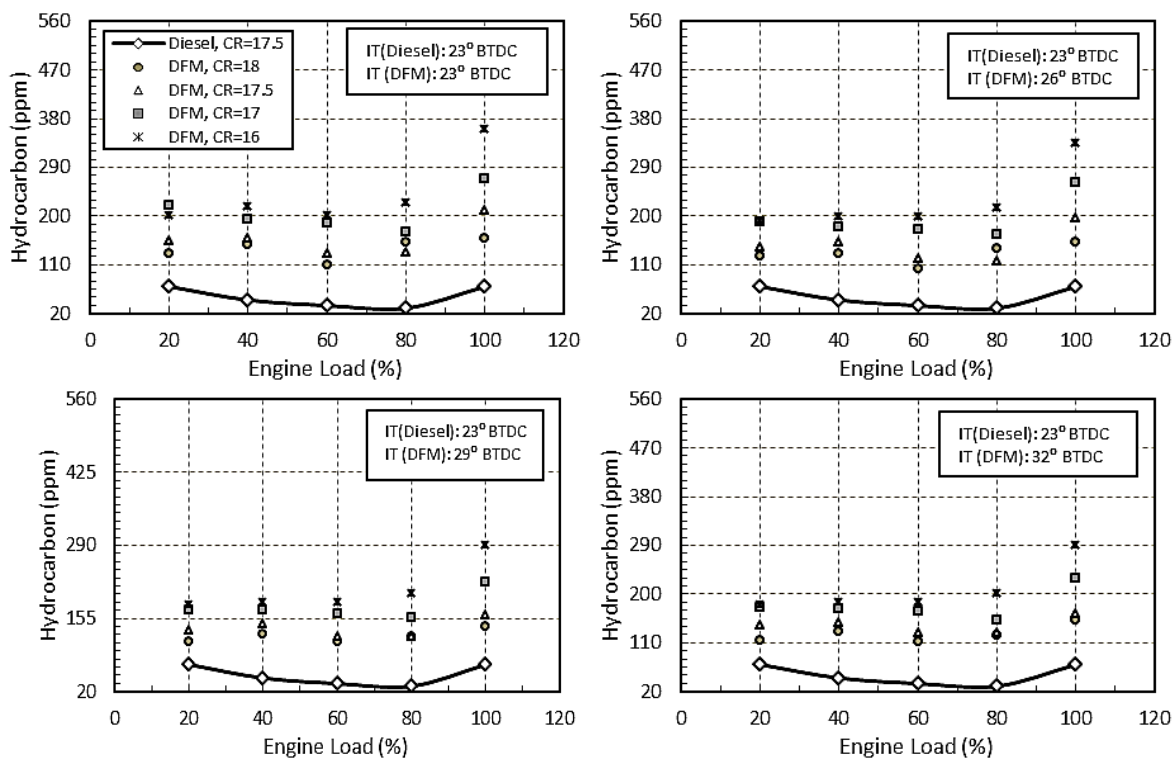 560
470
380
290
200
110
20
Hydrocarbon (ppm)
Diesel, CR=17.5
DFM, CR=18
DFM, CR=17.5
DFM, CR=17
DFM, CR=16
IT(Diesel): 23° BTDC
IT (DFM): 23° BTDC
0 20 40 60 80 100 120
Engine Load (%)
560
470
380
290
200
110
20
Hydrocarbon (ppm)
IT(Diesel): 23° BTDC
IT (DFM): 26° BTDC
0 20 40 60 80 100 120
Engine Load (%)
560
425
290
155
20
Hydrocarbon (ppm)
IT(Diesel): 23° BTDC
IT (DFM): 29° BTDC
0 20 40 60 80 100 120
Engine Load (%)
560
470
380
290
200
110
20
Hydrocarbon (ppm)
IT(Diesel): 23° BTDC
IT (DFM): 32° BTDC
0 20 40 60 80 100 120
Engine Load (%)